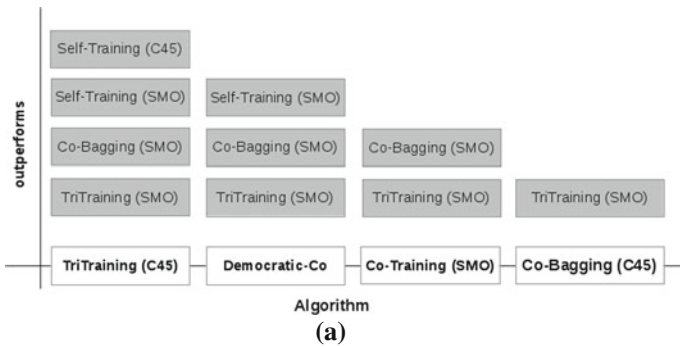 outperforms
Self-Training (C45)
Self-Training (SMO) Self-Training (SMO)
Co-Bagging (SMO) Co-Bagging (SMO) Co-Bagging (SMO)
TriTraining (SMO) TriTraining (SMO) TriTraining (SMO) TriTraining (SMO)
TriTraining (C45) Democratic-Co Co-Training (SMO) Co-Bagging (C45)
Algorithm
(a)